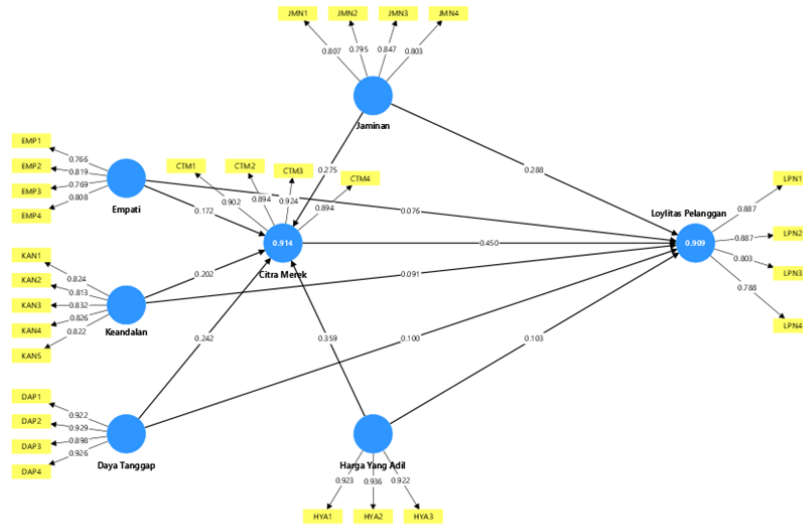 JMN1 JMN2 JMN3 JMN4
0.807 0.795 0.847 0.803
Jaminan
EMP1
EMP2
EMP3
EMP4
0.766
0.819
0.769
0.808
Empati
CTM1 CTM2 CTM3 CTM4
0.902 0.894 0.924 0.894
0.275
0.288
0.172
0.076
Loylitas Pelanggan
0.914
Citra Merek
0.450
0.909
LPN1
LPN2
LPN3
LPN4
0.887
0.887
0.803
0.788
KAN1
KAN2
KAN3
KAN4
KAN5
0.824
0.813
0.832
0.826
0.822
Keandalan
0.202
0.091
0.242
0.359
0.100
0.103
DAP1
DAP2
DAP3
DAP4
0.922
0.929
0.898
0.926
Daya Tanggap
Harga Yang Adil
0.923 0.936 0.922
HYA1 HYA2 HYA3